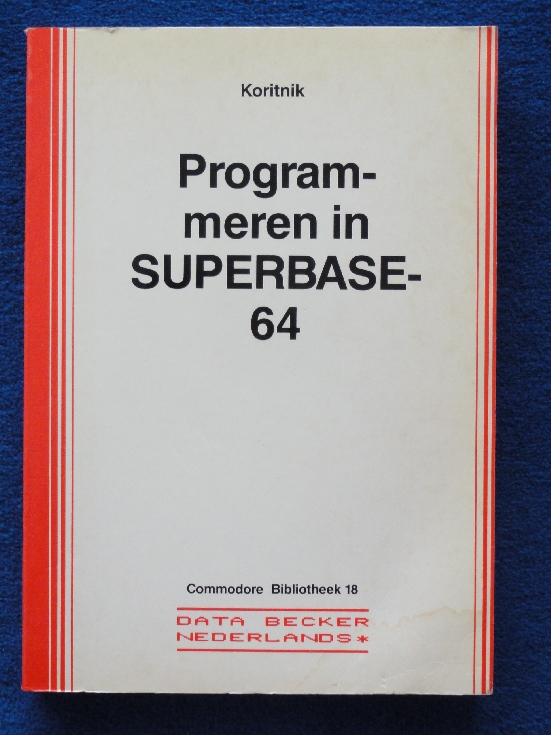 Koritnik
Program-
meren in
SUPERBASE-
64
Commodore Bibliotheek 18
DATA BECKER
NEDERLANDS*